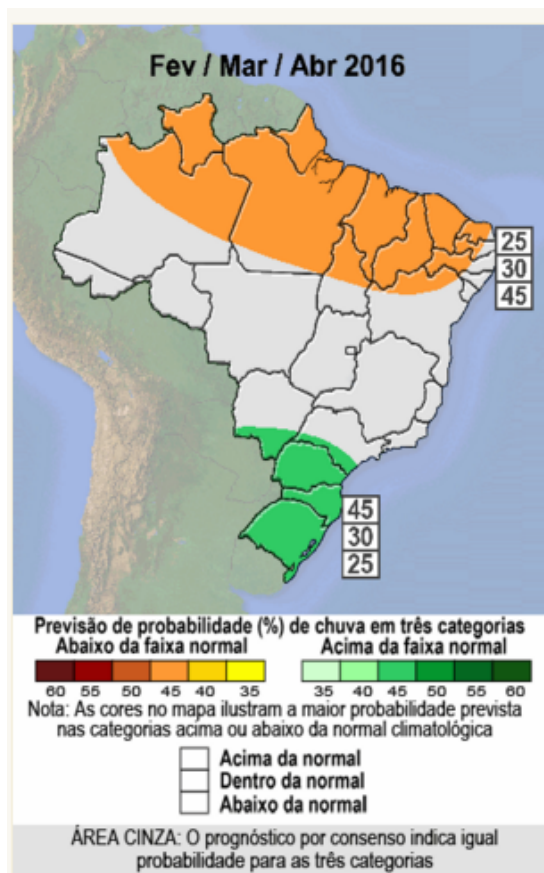 Fev / Mar / Abr 2016
25
30
45
45
30
25
Previsão de probabilidade (%) de chuva em três categorias
Abaixo da faixa normal
Acima da faixa normal
60 55 50 45 40 35
35 40 45 50 55 60
Nota: As cores no mapa ilustram a maior probabilidade prevista
nas categorias acima ou abaixo da normal climatológica
Acima da normal
Dentro da normal
Abaixo da normal
ÁREA CINZA: O prognóstico por consenso indica igual
probabilidade para as três categorias